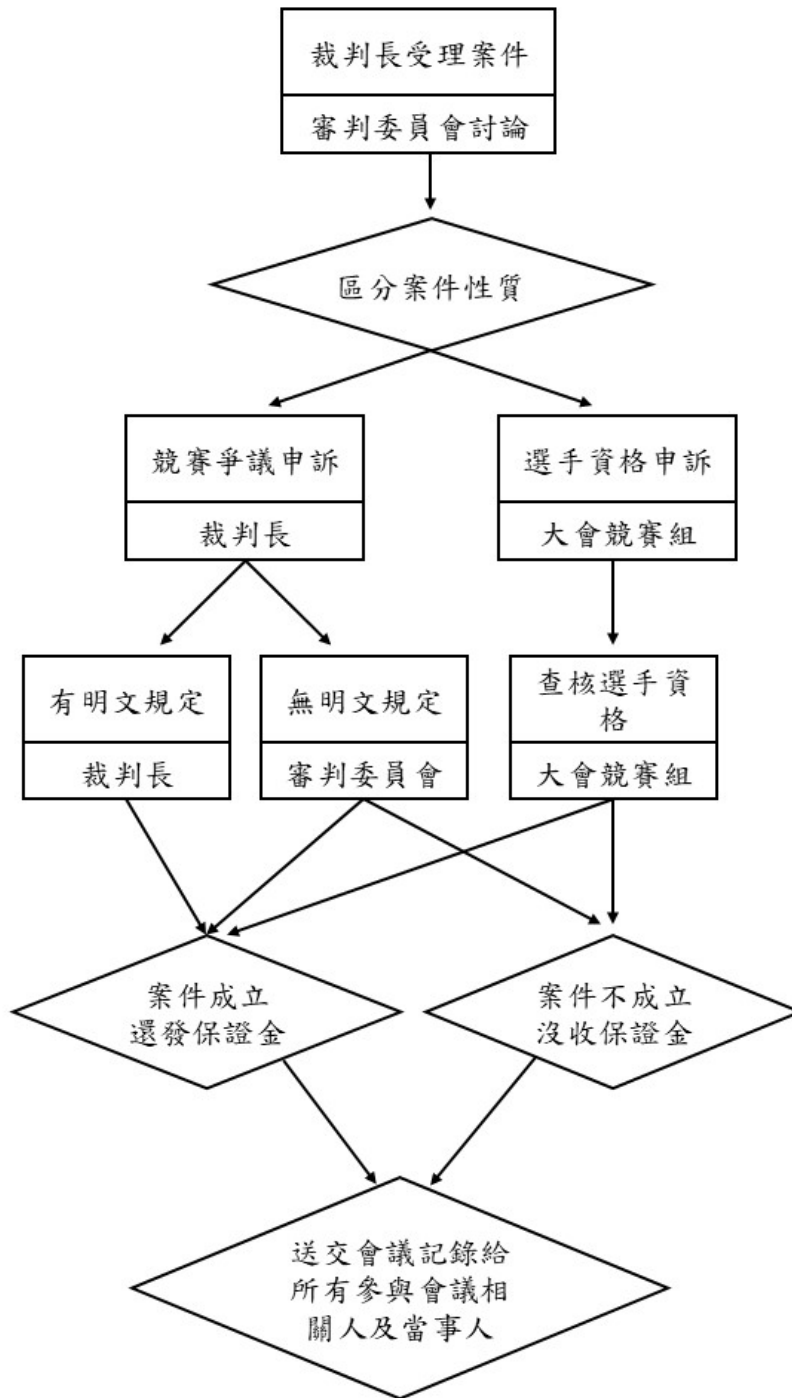 裁判長受理案件
審判委員會討論
區分案件性質
競賽爭議申訴
裁判長
選手資格申訴
大會競賽組
有明文規定
裁判長
無明文規定
審判委員會
查核選手資
格
大會競賽組
案件成立
還發保證金
案件不成立
沒收保證金
送交會議記錄給
所有參與會議相
關人及當事人